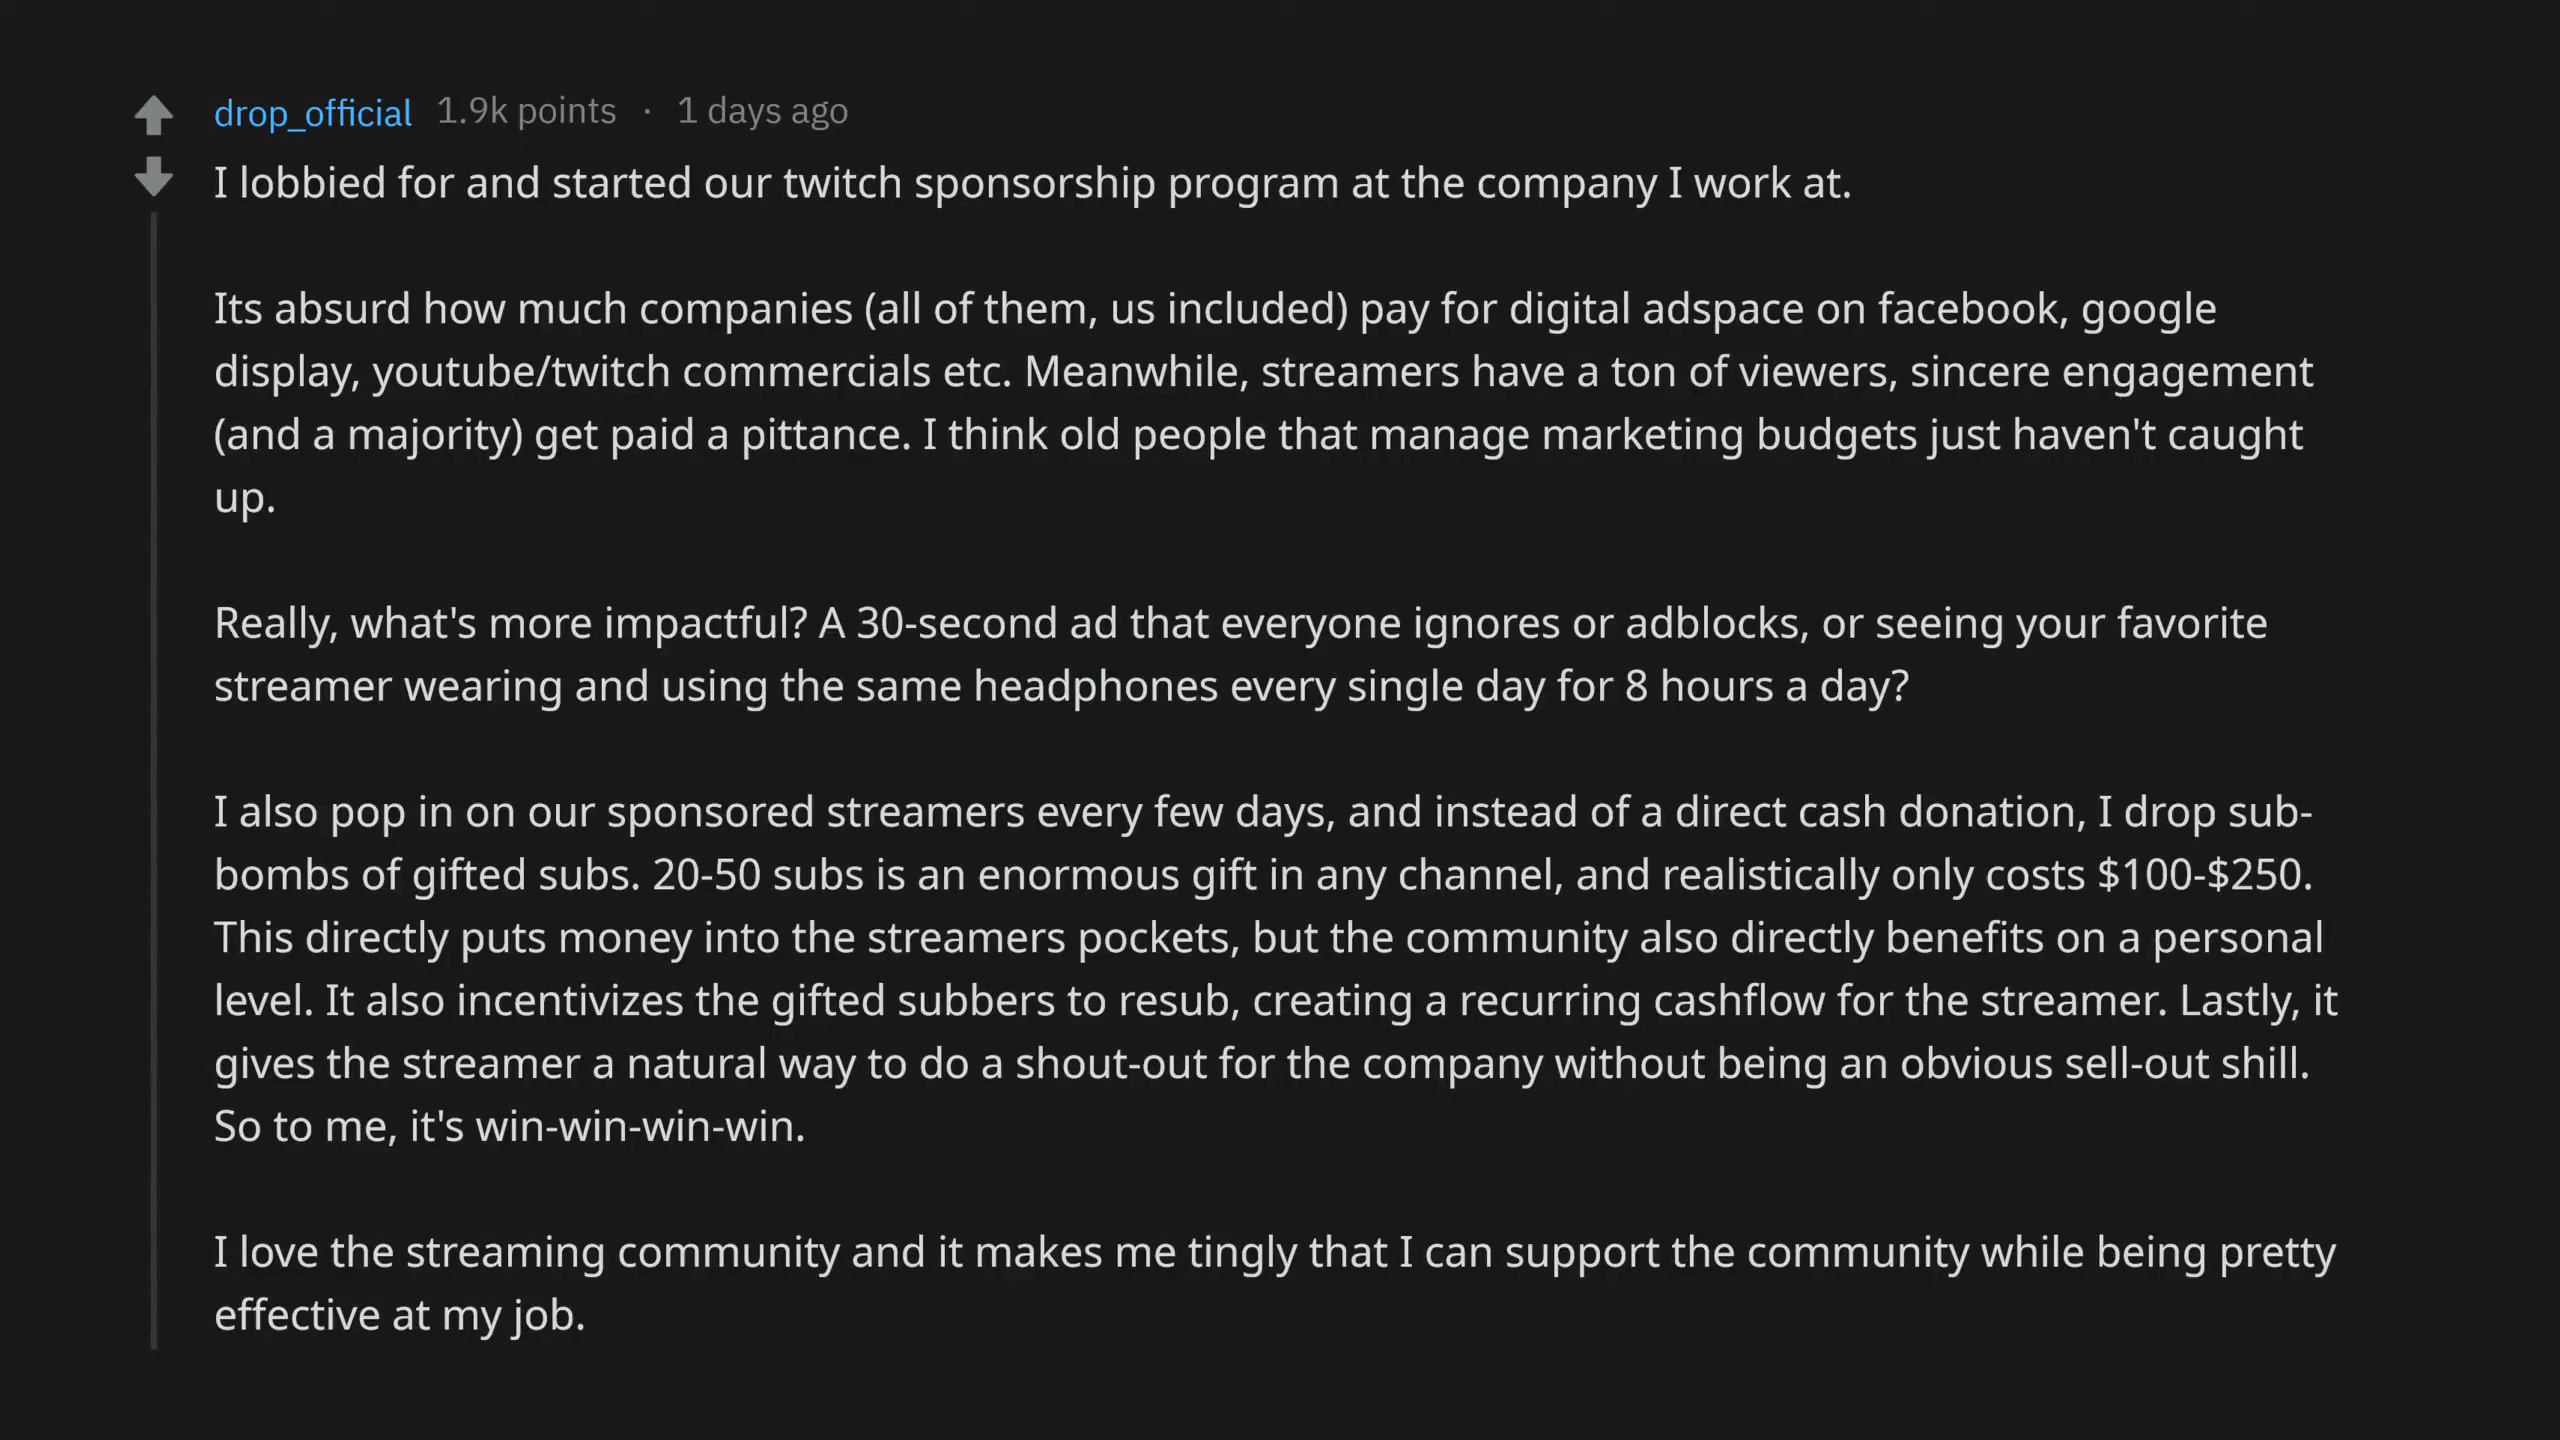 drop_official 1.9k points · 1 days ago
I lobbied for and started our twitch sponsorship program at the company I work at.
Its absurd how much companies (all of them, us included) pay for digital adspace on facebook, google
display, youtube/twitch commercials etc. Meanwhile, streamers have a ton of viewers, sincere engagement
(and a majority) get paid a pittance. I think old people that manage marketing budgets just haven't caught
up.
Really, what's more impactful? A 30-second ad that everyone ignores or adblocks, or seeing your favorite
streamer wearing and using the same headphones every single day for 8 hours a day?
I also pop in on our sponsored streamers every few days, and instead of a direct cash donation, I drop sub-
bombs of gifted subs. 20-50 subs is an enormous gift in any channel, and realistically only costs $100-$250.
This directly puts money into the streamers pockets, but the community also directly benefits on a personal
level. It also incentivizes the gifted subbers to resub, creating a recurring cashflow for the streamer. Lastly, it
gives the streamer a natural way to do a shout-out for the company without being an obvious sell-out shill.
So to me, it's win-win-win-win.
I love the streaming community and it makes me tingly that I can support the community while being pretty
effective at my job.